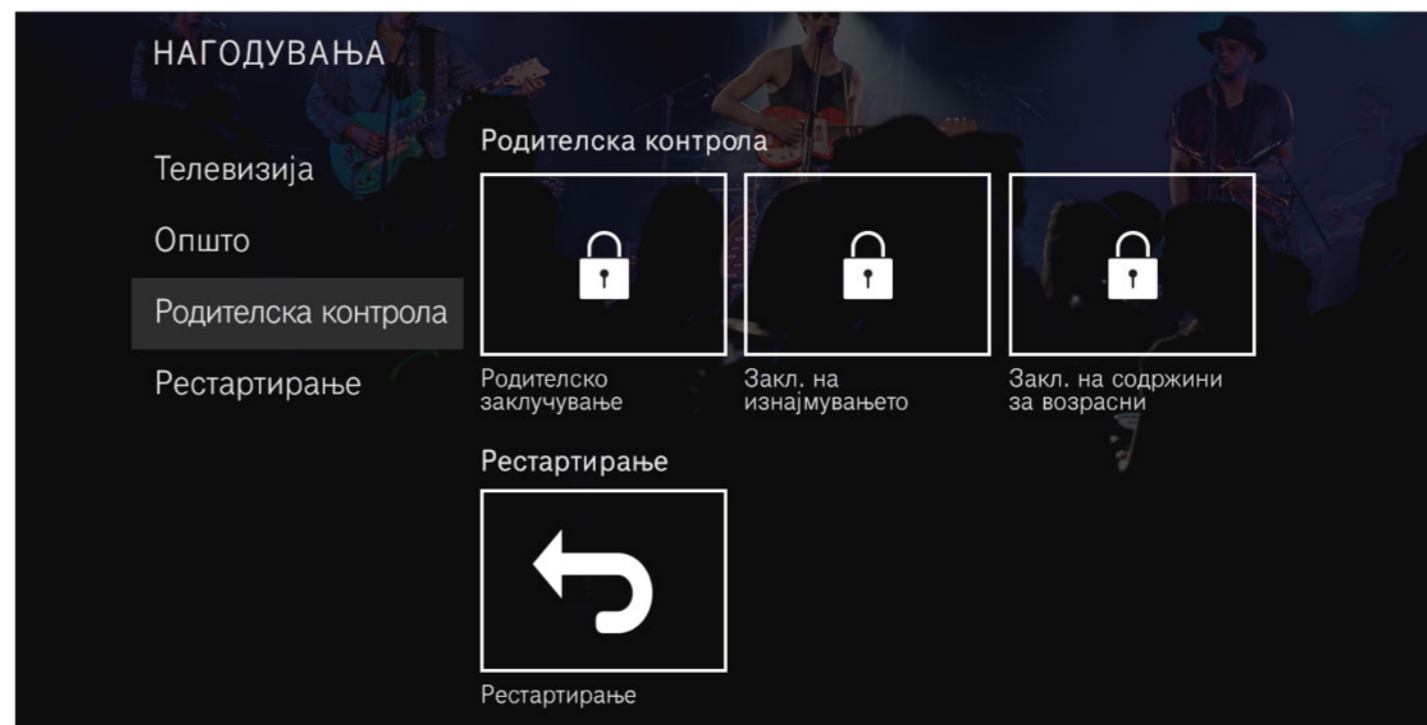 НАГОДУВАЊА
Телевизија
Општо
Родителска контрола
Рестартирање
Родителска контрола
Родителско
заклучување
Закл. на
изнајмувањето
Закл. на содржини
за возрасни
Рестартирање
Рестартирање